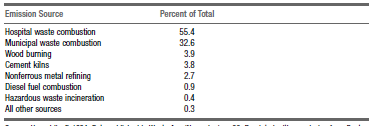 Emission Source Percent of Total
Hospital waste combustion 55.4
Municipal waste combustion 32.6
Wood burning 3.9
Cement kilns 3.8
Nonferrous metal refining 2.7
Diesel fuel combustion 0.9
Hazardous waste incineration 0.4
All other sources 0.3